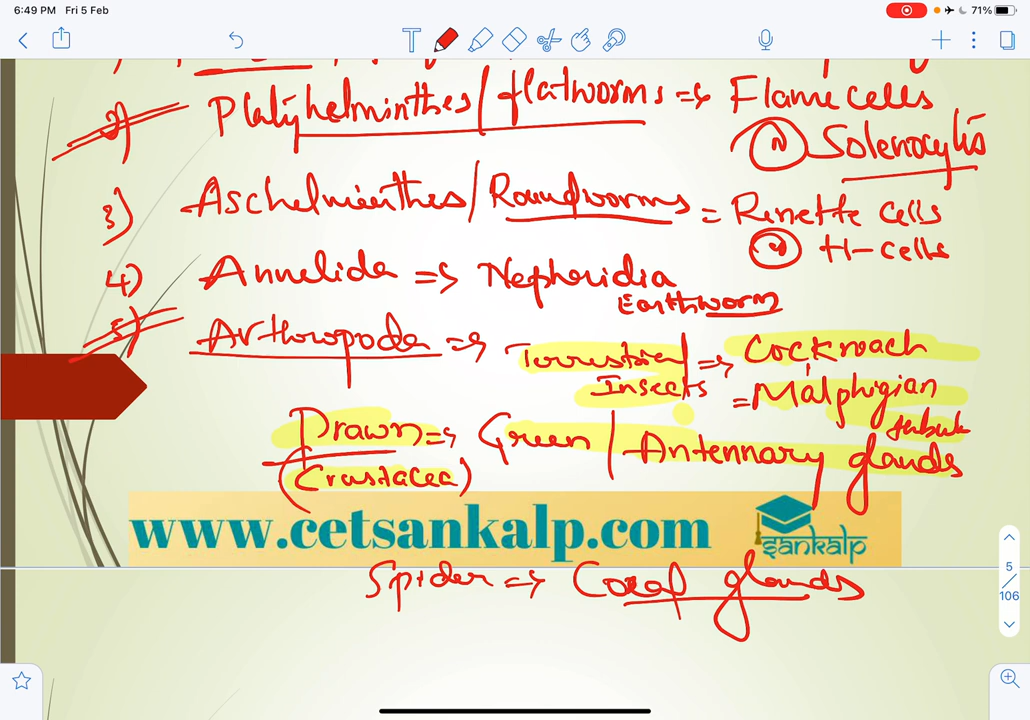 6:49 PM Fri 5 Feb
71%
2) Platyhelminthes/flatworms => Flame cells
Solenocytis
3) Aschelminthes/Roundworms = Renette cells
H-cells
4) Annelida => Nephoridia
Earthworm
5) Arthropoda => Terrestrial Insects => Cockroach
= Malphigian tubule
Prawn => Green/Antennary glands
(Crustacea)
www.cetsankalp.com
sankalp
Spider => Coxal glands
5
/
106